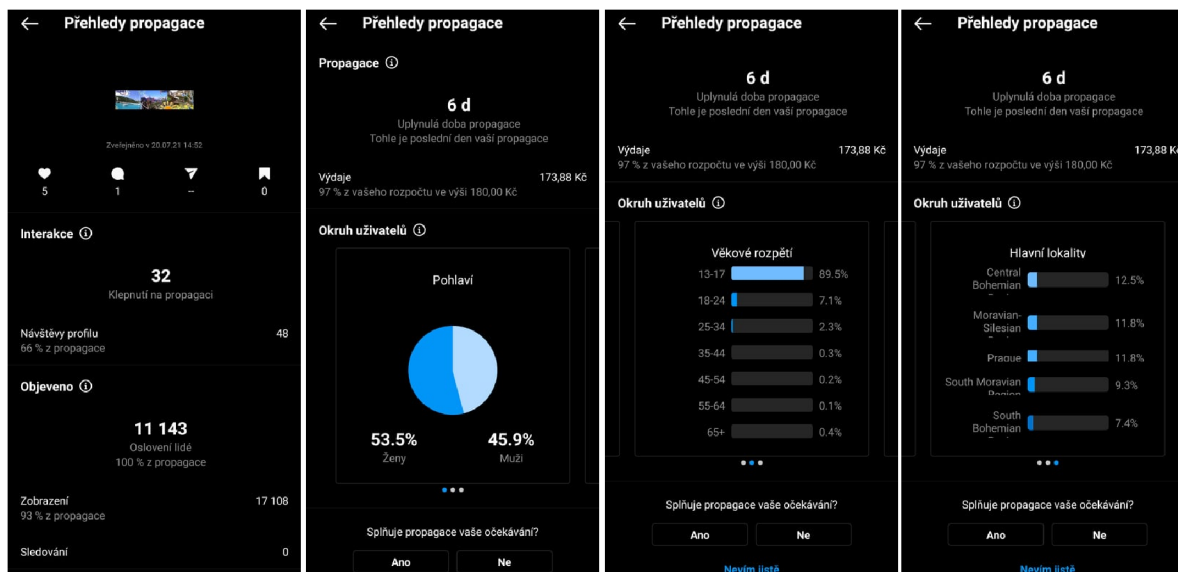 Přehledy propagace
Zveřejněno v 20.07.21 14:52
5
1
--
0
Interakce
32
Klepnutí na propagaci
Návštěvy profilu 48
66 % z propagace
Objeveno
11 143
Oslovení lidé
100 % z propagace
Zobrazení 17 108
93 % z propagace
Sledování 0
Přehledy propagace
Propagace
6 d
Uplynulá doba propagace
Tohle je poslední den vaší propagace
Výdaje 173,88 Kč
97 % z vašeho rozpočtu ve výši 180,00 Kč
Okruh uživatelů
Pohlaví
53.5% 45.9%
Ženy Muži
Splňuje propagace vaše očekávání?
Ano Ne
Přehledy propagace
6 d
Uplynulá doba propagace
Tohle je poslední den vaší propagace
Výdaje 173,88 Kč
97 % z vašeho rozpočtu ve výši 180,00 Kč
Okruh uživatelů
Věkové rozpětí
13-17 89.5%
18-24 7.1%
25-34 2.3%
35-44 0.3%
45-54 0.2%
55-64 0.1%
65+ 0.4%
Splňuje propagace vaše očekávání?
Ano Ne
Nevím jistě
Přehledy propagace
6 d
Uplynulá doba propagace
Tohle je poslední den vaší propagace
Výdaje 173,88 Kč
97 % z vašeho rozpočtu ve výši 180,00 Kč
Okruh uživatelů
Hlavní lokality
Central
Bohemian 12.5%
Moravian-
Silesian 11.8%
Prague 11.8%
South Moravian 9.3%
Region
South
Bohemian 7.4%
Splňuje propagace vaše očekávání?
Ano Ne
Nevím jistě